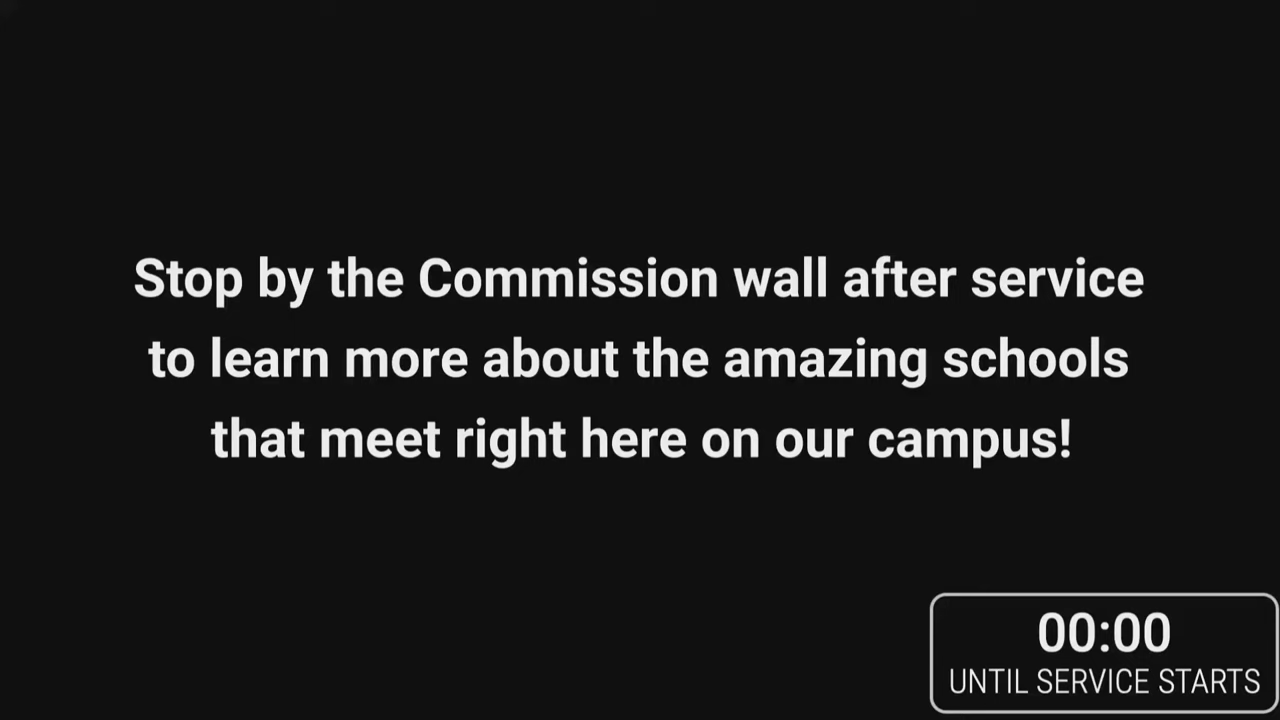 Stop by the Commission wall after service
to learn more about the amazing schools
that meet right here on our campus!
00:00
UNTIL SERVICE STARTS